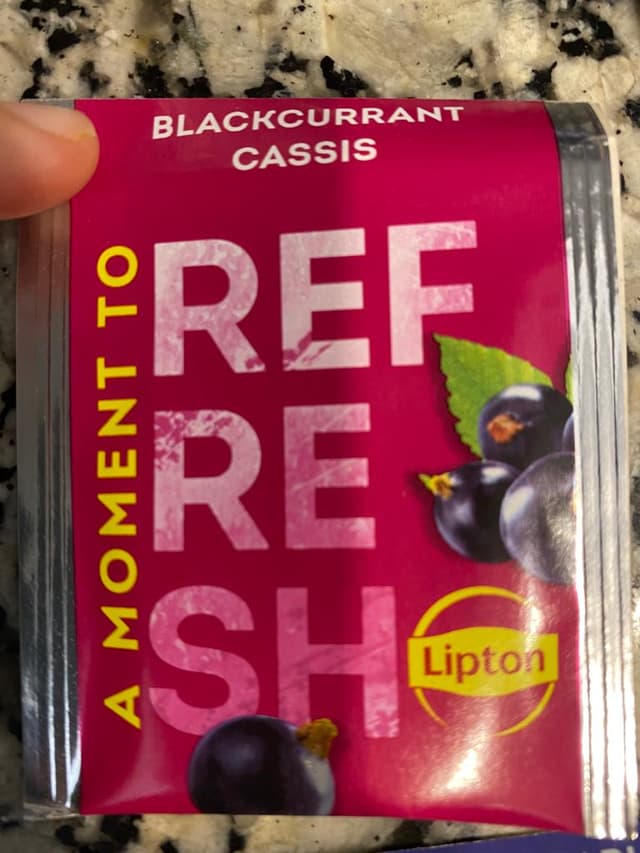 BLACKCURRANT
CASSIS
A MOMENT TO
REF
RE
SH
Lipton